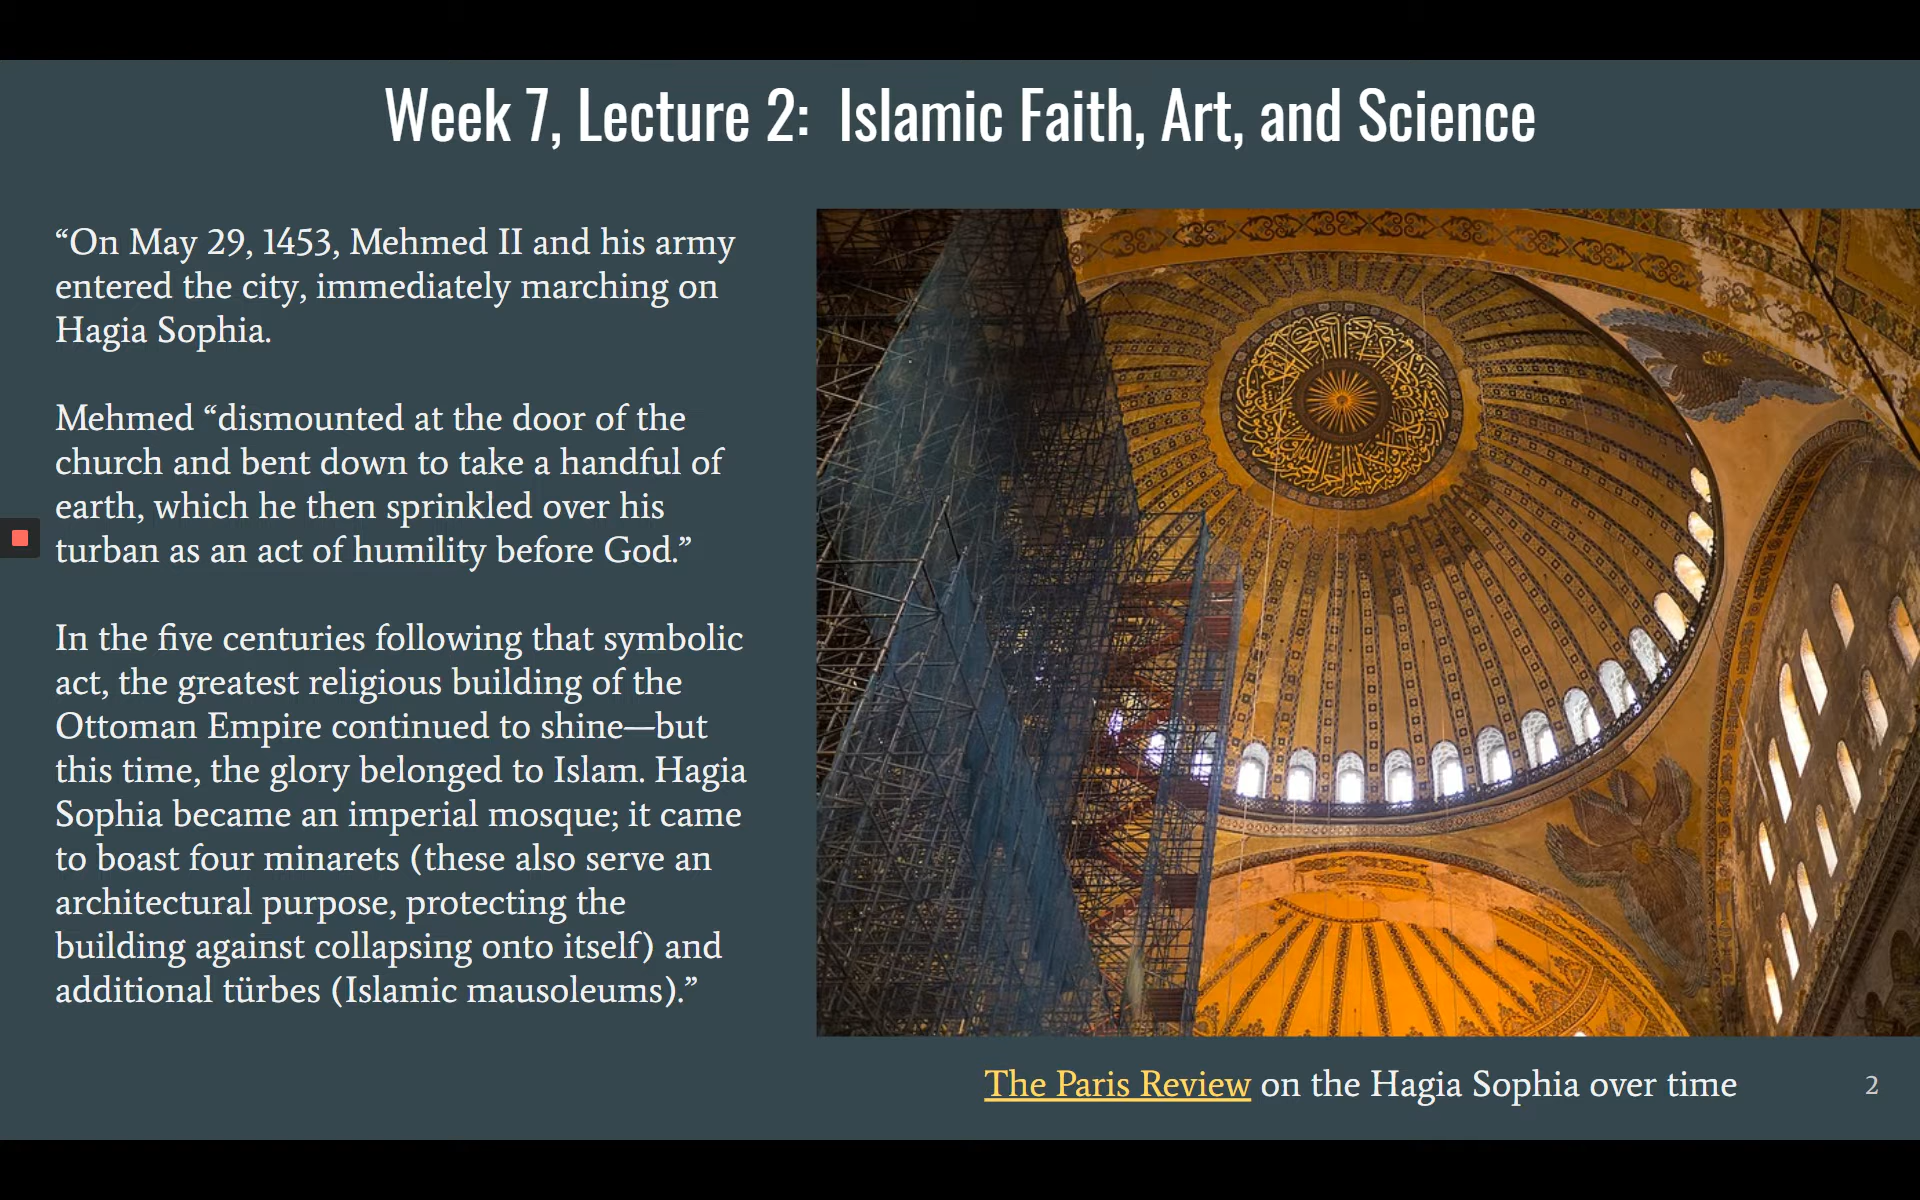 Week 7, Lecture 2:  Islamic Faith, Art, and Science
“On May 29, 1453, Mehmed II and his army
entered the city, immediately marching on
Hagia Sophia.
Mehmed “dismounted at the door of the
church and bent down to take a handful of
earth, which he then sprinkled over his
turban as an act of humility before God.”
In the five centuries following that symbolic
act, the greatest religious building of the
Ottoman Empire continued to shine—but
this time, the glory belonged to Islam. Hagia
Sophia became an imperial mosque; it came
to boast four minarets (these also serve an
architectural purpose, protecting the
building against collapsing onto itself) and
additional türbes (Islamic mausoleums).”
The Paris Review on the Hagia Sophia over time
2